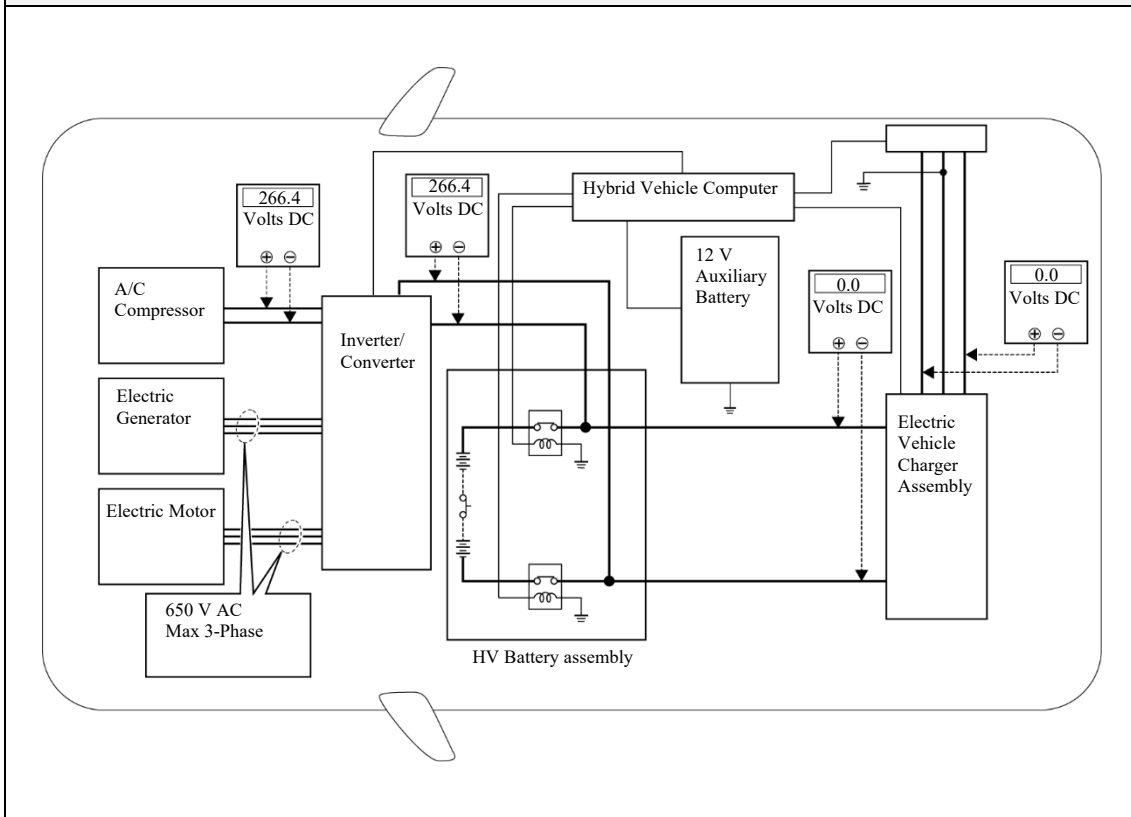 266.4
Volts DC
266.4
Volts DC
Hybrid Vehicle Computer
12 V
Auxiliary
Battery
0.0
Volts DC
0.0
Volts DC
A/C
Compressor
Inverter/
Converter
Electric
Generator
Electric Motor
650 V AC
Max 3-Phase
Electric
Vehicle
Charger
Assembly
HV Battery assembly